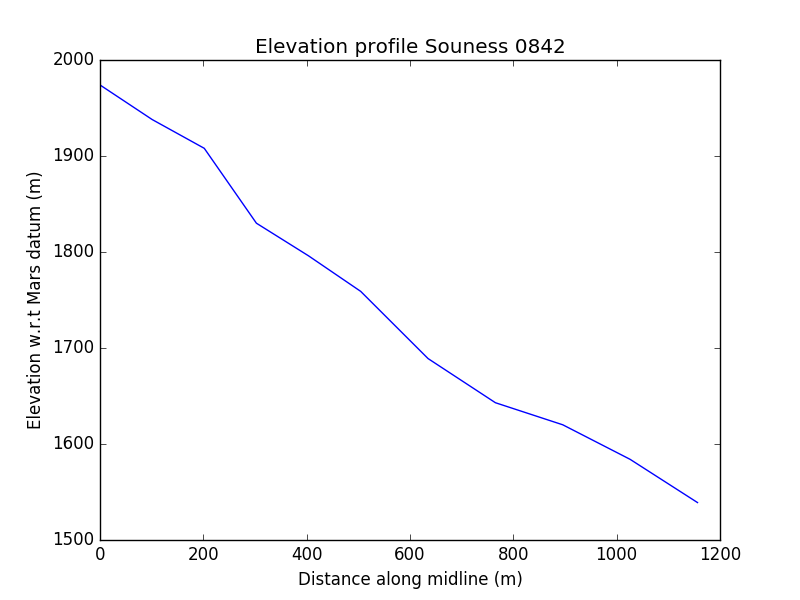 Elevation profile Souness 0842
2000
1900
1800
1700
1600
1500
Elevation w.r.t Mars datum (m)
0 200 400 600 800 1000 1200
Distance along midline (m)